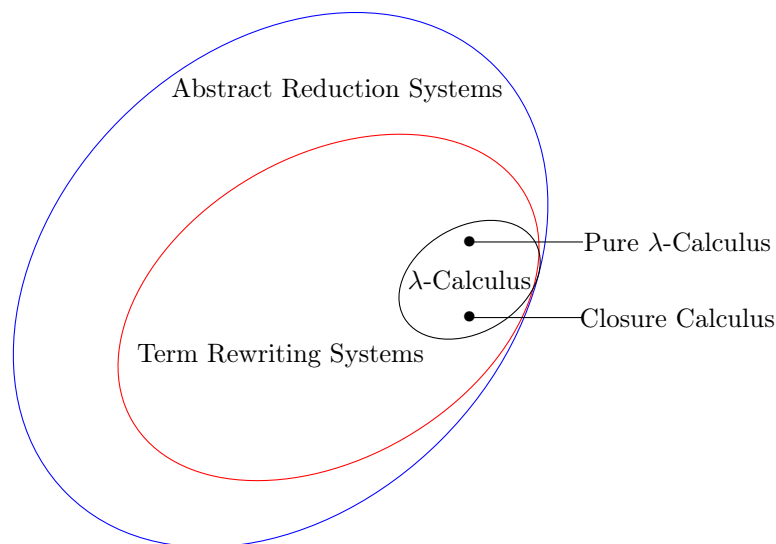 Abstract Reduction Systems
Pure λ-Calculus
λ-Calculus
Closure Calculus
Term Rewriting Systems